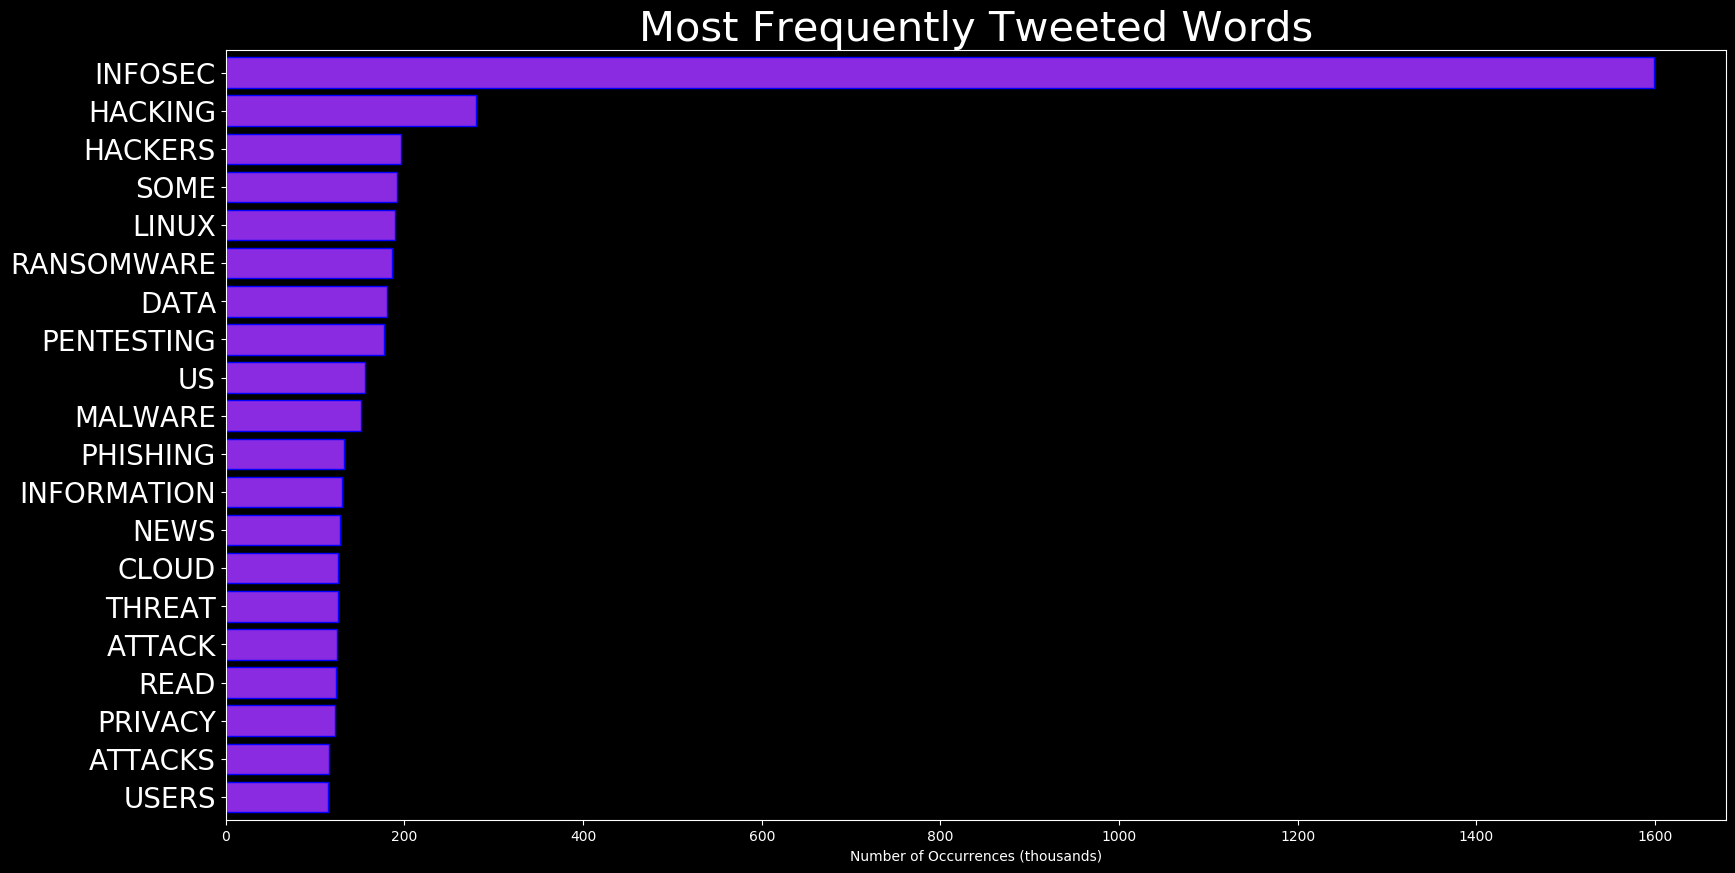 Most Frequently Tweeted Words
INFOSEC
HACKING
HACKERS
SOME
LINUX
RANSOMWARE
DATA
PENTESTING
US
MALWARE
PHISHING
INFORMATION
NEWS
CLOUD
THREAT
ATTACK
READ
PRIVACY
ATTACKS
USERS
0 200 400 600 800 1000 1200 1400 1600
Number of Occurrences (thousands)